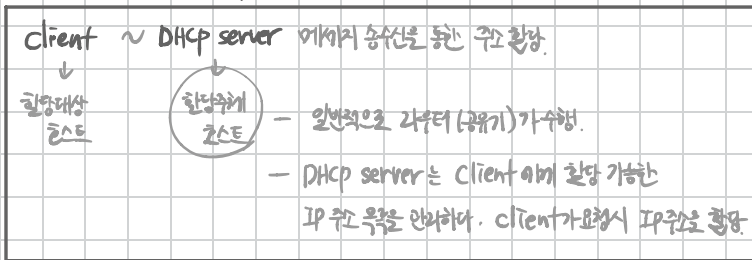 client ~ DHCP server 메세지 송수신을 통한 주소 할당.
↓ ↓
할당대상 호스트
할당주체 호스트 - 일반적으로 라우터(공유기)가 수행.
- DHCP server는 client에게 할당 가능한
IP 주소 목록을 관리하다. client가 요청시 IP주소를 할당.